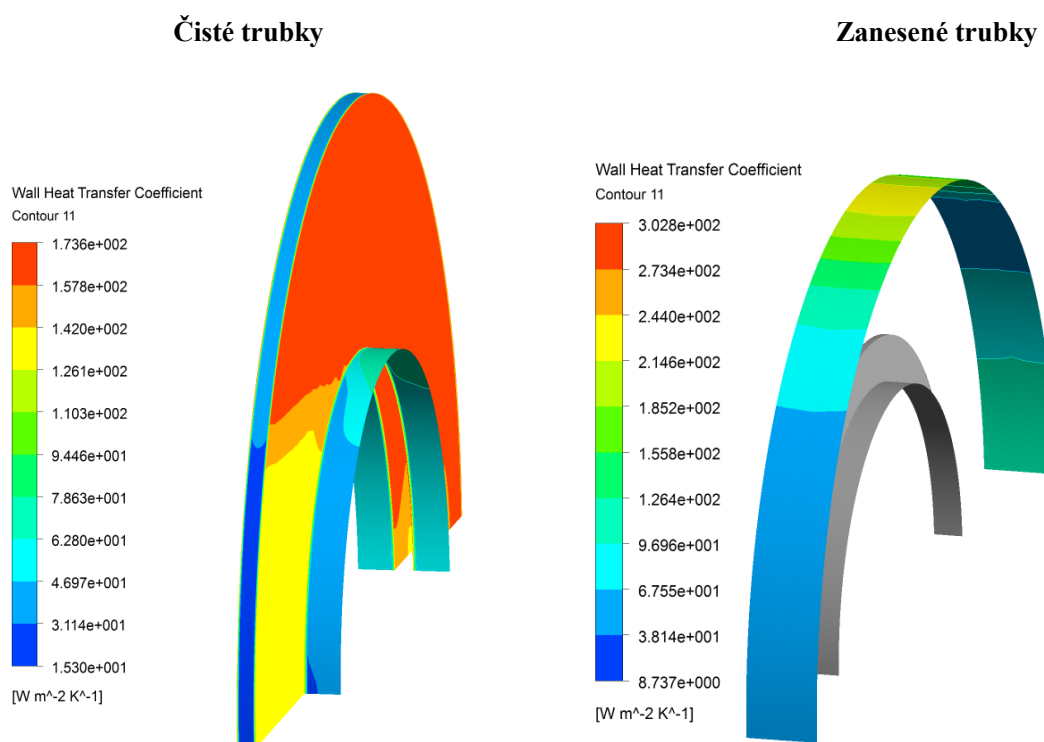 Čisté trubky
Zanesené trubky
Wall Heat Transfer Coefficient
Contour 11
1.736e+002
1.578e+002
1.420e+002
1.261e+002
1.103e+002
9.446e+001
7.863e+001
6.280e+001
4.697e+001
3.114e+001
1.530e+001
[W m^-2 K^-1]
Wall Heat Transfer Coefficient
Contour 11
3.028e+002
2.734e+002
2.440e+002
2.146e+002
1.852e+002
1.558e+002
1.264e+002
9.696e+001
6.755e+001
3.814e+001
8.737e+000
[W m^-2 K^-1]